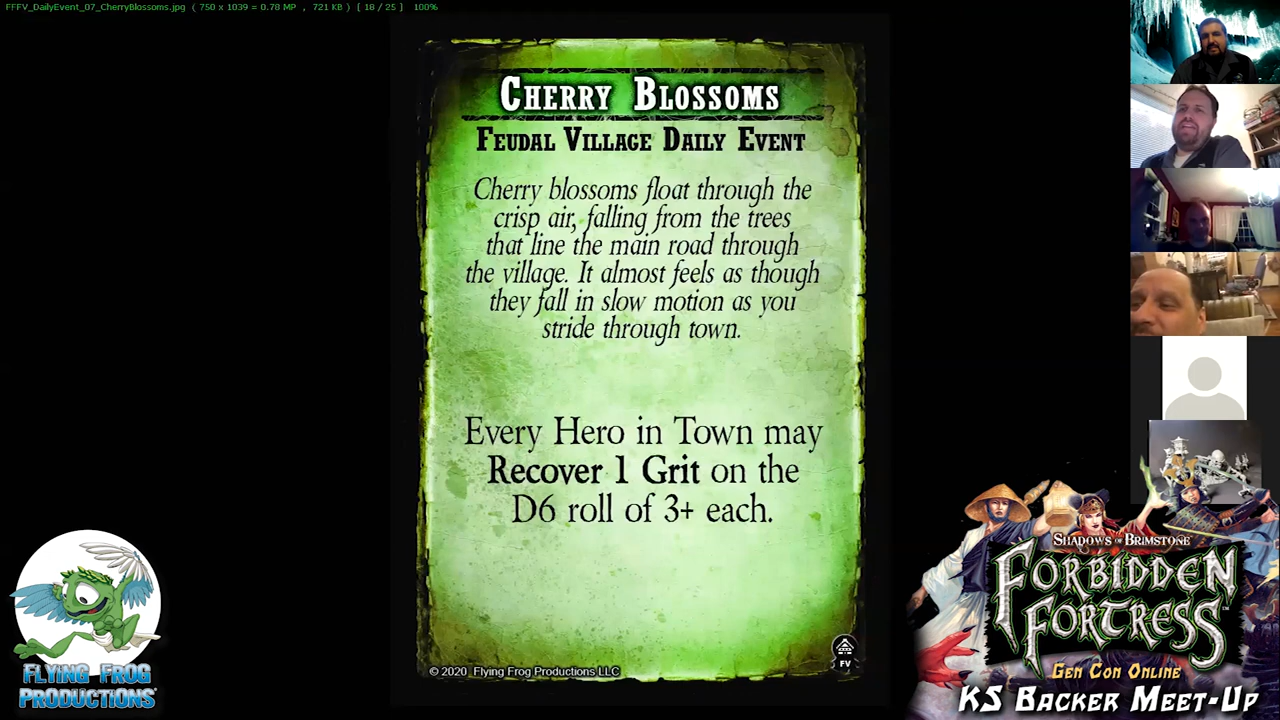 FFFV_DailyEvent_07_CherryBlossoms.jpg ( 750 x 1039 = 0.78 MP , 721 KB ) [ 18 / 25 ] 100%
Cherry Blossoms
Feudal Village Daily Event
Cherry blossoms float through the
crisp air, falling from the trees
that line the main road through
the village. It almost feels as though
they fall in slow motion as you
stride through town.
Every Hero in Town may
Recover 1 Grit on the
D6 roll of 3+ each.
© 2020 Flying Frog Productions LLC
FV
Flying Frog
Productions
Shadows of Brimstone
Forbidden
Fortress™
Gen Con Online
KS Backer Meet-Up